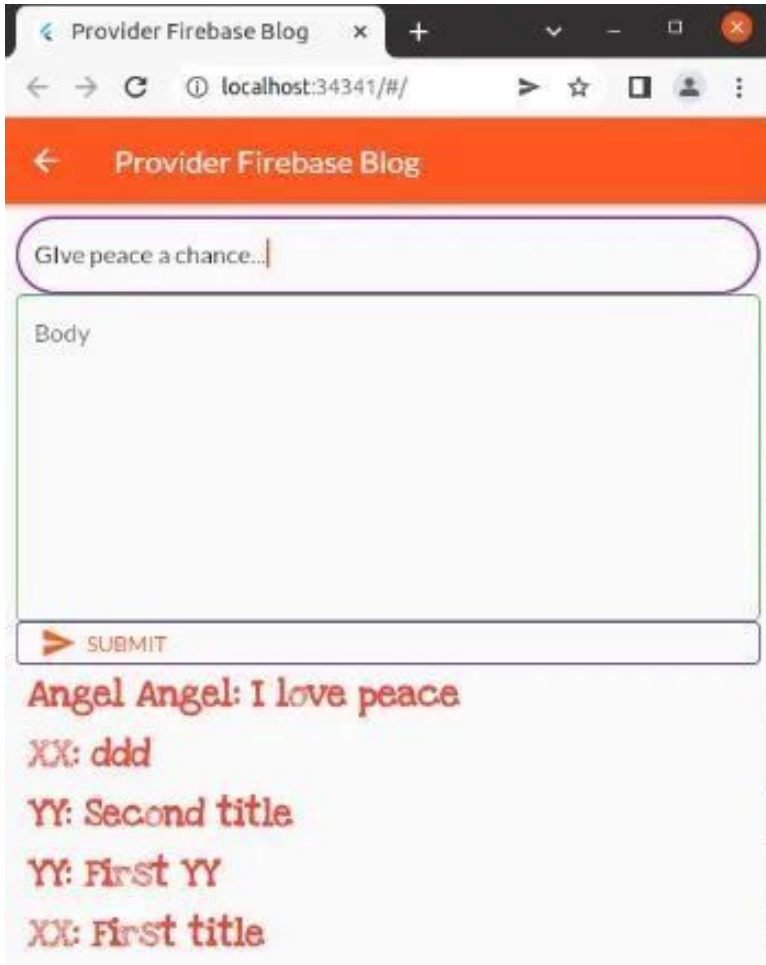 Provider Firebase Blog
localhost:34341/#/
Provider Firebase Blog
GIve peace a chance...
Body
SUBMIT
Angel Angel: I love peace
XX: ddd
YY: Second title
YY: First YY
XX: First title